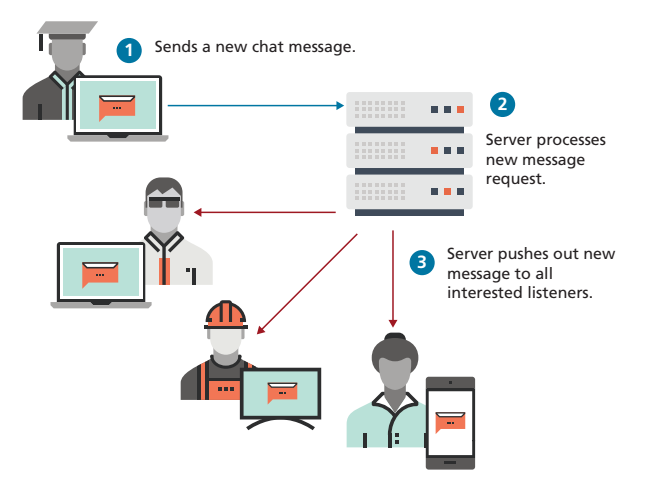 1 Sends a new chat message.
2
Server processes
new message
request.
3 Server pushes out new
message to all
interested listeners.